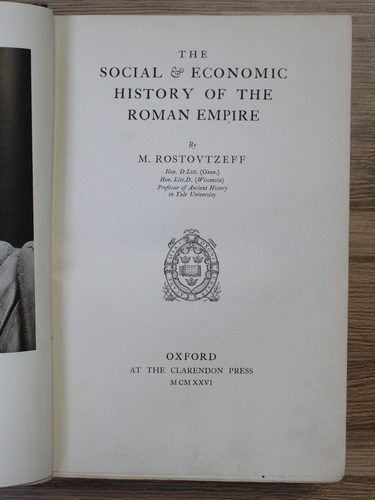 THE
SOCIAL & ECONOMIC
HISTORY OF THE
ROMAN EMPIRE
By
M. ROSTOVTZEFF
Hon. D.Litt. (Oxon.)
Hon. Litt.D. (Wisconsin)
Professor of Ancient History
in Yale University
OXFORD
AT THE CLARENDON PRESS
MCMXXVI